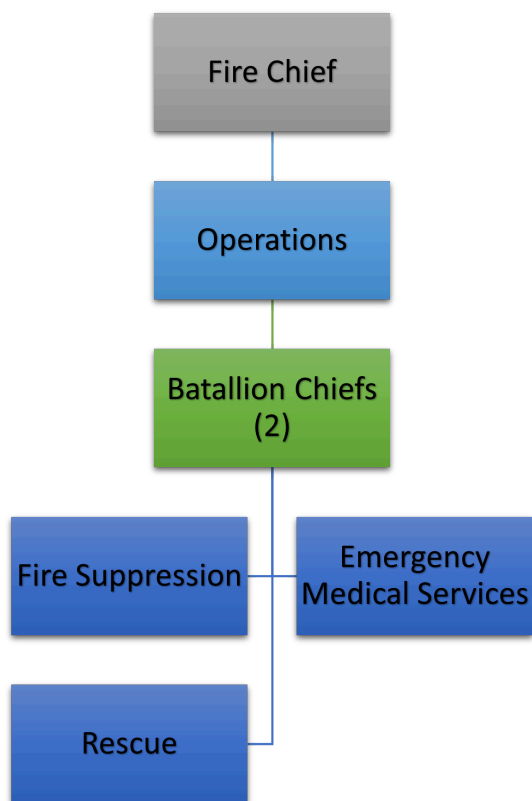 Fire Chief
Operations
Batallion Chiefs
(2)
Fire Suppression
Emergency
Medical Services
Rescue